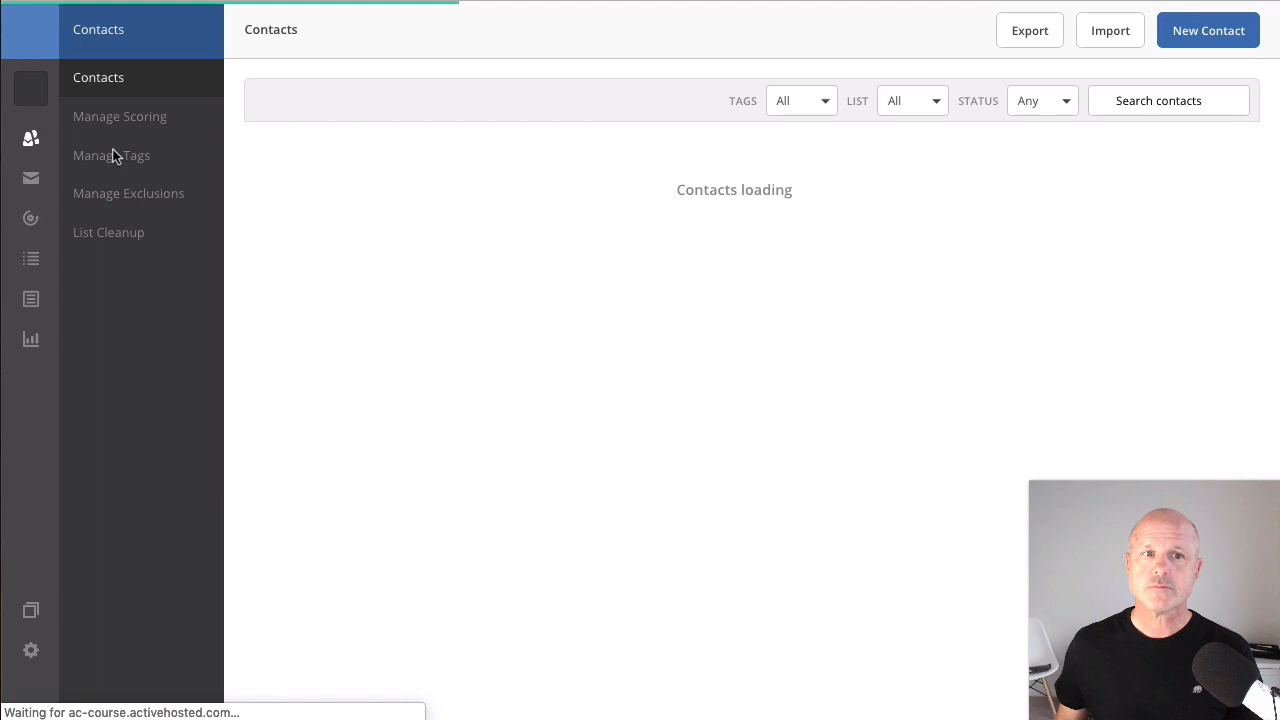 Contacts
Contacts
Export
Import
New Contact
Contacts
Manage Scoring
Manage Tags
Manage Exclusions
List Cleanup
TAGS All LIST All STATUS Any Search contacts
Contacts loading
Waiting for ac-course.activehosted.com...